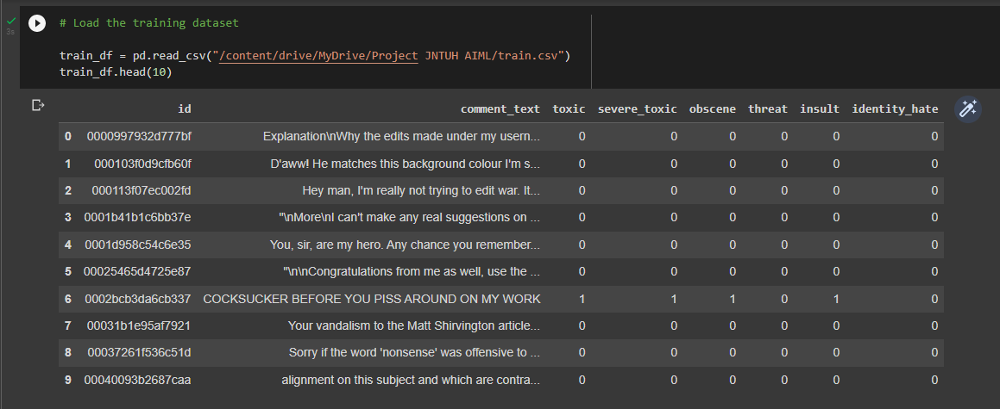 3s
# Load the training dataset
train_df = pd.read_csv("/content/drive/MyDrive/Project JNTUH AIML/train.csv")
train_df.head(10)
id comment_text toxic severe_toxic obscene threat insult identity_hate
0 0000997932d777bf Explanation\nWhy the edits made under my usern... 0 0 0 0 0 0
1 000103f0d9cfb60f D'aww! He matches this background colour I'm s... 0 0 0 0 0 0
2 000113f07ec002fd Hey man, I'm really not trying to edit war. It... 0 0 0 0 0 0
3 0001b41b1c6bb37e "\nMore\nI can't make any real suggestions on ... 0 0 0 0 0 0
4 0001d958c54c6e35 You, sir, are my hero. Any chance you remember... 0 0 0 0 0 0
5 00025465d4725e87 "\n\nCongratulations from me as well, use the ... 0 0 0 0 0 0
6 0002bcb3da6cb337 COCKSUCKER BEFORE YOU PISS AROUND ON MY WORK 1 1 1 0 1 0
7 00031b1e95af7921 Your vandalism to the Matt Shirvington article... 0 0 0 0 0 0
8 00037261f536c51d Sorry if the word 'nonsense' was offensive to ... 0 0 0 0 0 0
9 00040093b2687caa alignment on this subject and which are contra... 0 0 0 0 0 0